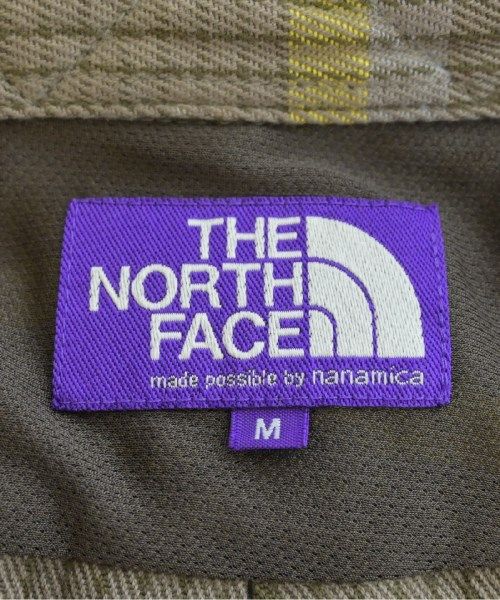 THE
NORTH
FACE
made possible by nanamica
M